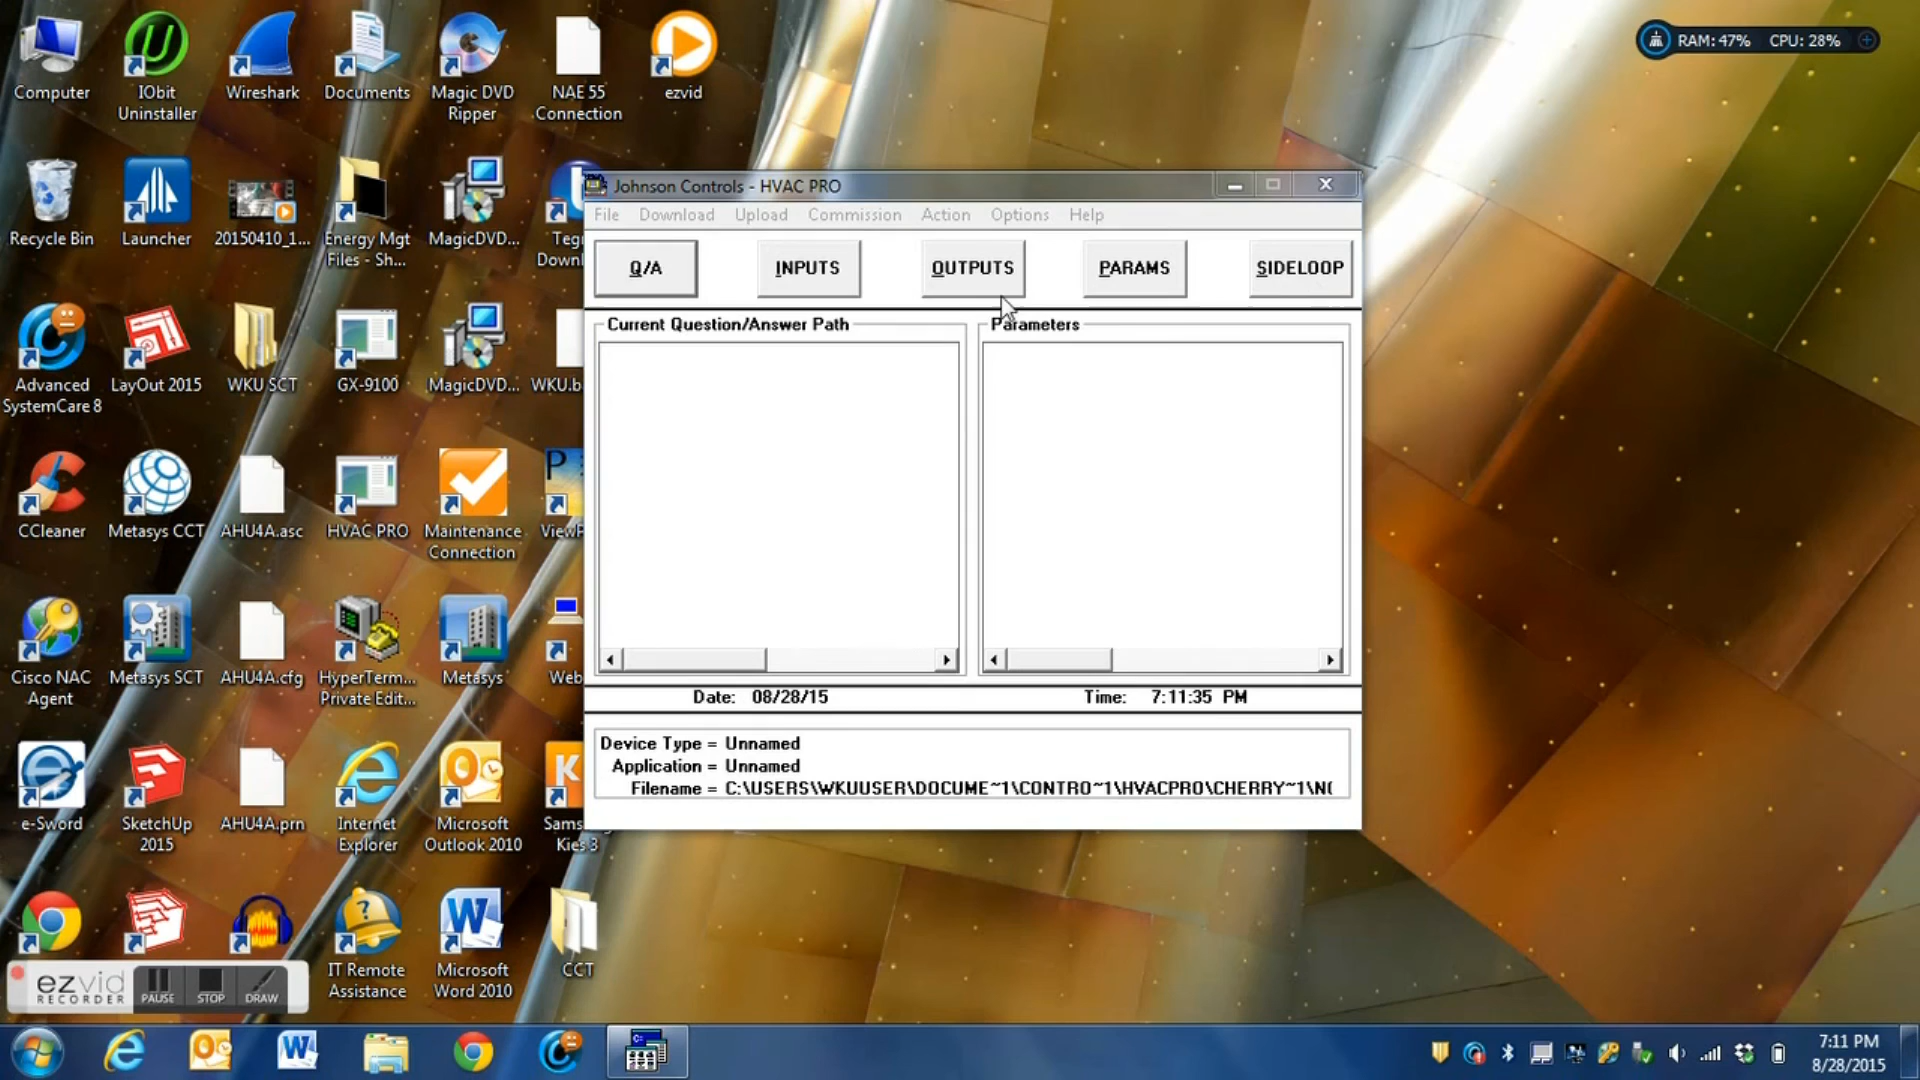 Computer
IObit
Uninstaller
Wireshark
Documents
Magic DVD
Ripper
NAE 55
Connection
ezvid
RAM: 47% CPU: 28%
Recycle Bin
Launcher
20150410_1...
Energy Mgt
Files - Sh...
MagicDVD...
Advanced
SystemCare 8
LayOut 2015
WKU SCT
GX-9100
MagicDVD...
CCleaner
Metasys CCT
AHU4A.asc
HVAC PRO
Maintenance
Connection
Cisco NAC
Agent
Metasys SCT
AHU4A.cfg
HyperTerm...
Private Edit...
Metasys
Web
e-Sword
SketchUp
2015
AHU4A.prn
Internet
Explorer
Microsoft
Outlook 2010
Kies 3
IT Remote
Assistance
Microsoft
Word 2010
CCT
Johnson Controls - HVAC PRO
File Download Upload Commission Action Options Help
Q/A INPUTS OUTPUTS PARAMS SIDELOOP
Current Question/Answer Path
Parameters
Date: 08/28/15 Time: 7:11:35 PM
Device Type = Unnamed
Application = Unnamed
Filename = C:\USERS\WKUUSER\DOCUME~1\CONTRO~1\HVACPRO\CHERRY~1\
ezvid
RECORDER
PAUSE STOP DRAW
7:11 PM
8/28/2015